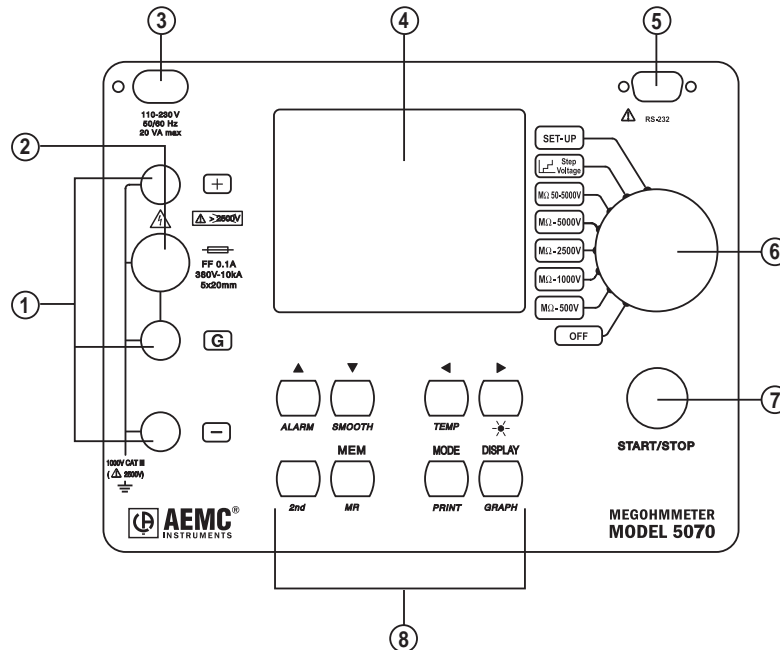 3
4
5
110-230 V
50/60 Hz
20 VA max
RS-232
2
SET-UP
Step
Voltage
+
MΩ 50-5000V
>2500V
MΩ-5000V
FF 0.1A
380V-10kA
5x20mm
MΩ-2500V
6
MΩ-1000V
1
MΩ-500V
G
OFF
▲ ▼ ◄ ►
7
ALARM SMOOTH TEMP
−
START/STOP
MEM MODE DISPLAY
1000V CAT III
( 2500V)
2nd MR PRINT GRAPH
AEMC®
INSTRUMENTS
MEGOHMMETER
MODEL 5070
8